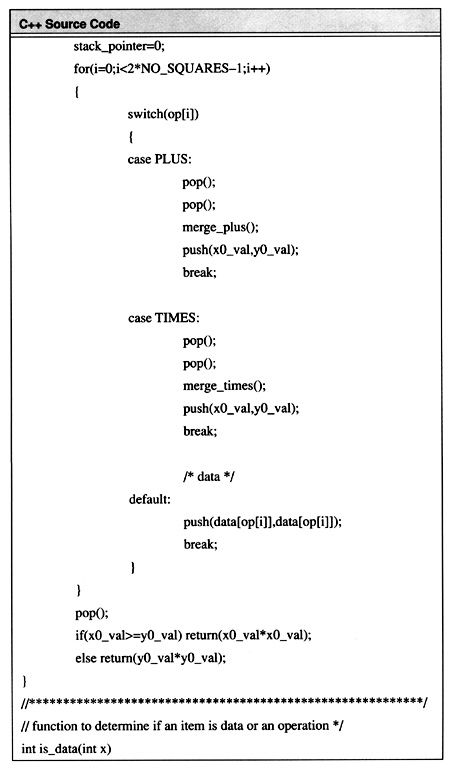 C++ Source Code
stack_pointer=0;
for(i=0;i<2*NO_SQUARES–1;i++)
{
switch(op[i])
{
case PLUS:
pop();
pop();
merge_plus();
push(x0_val,y0_val);
break;
case TIMES:
pop();
pop();
merge_times();
push(x0_val,y0_val);
break;
/* data */
default:
push(data[op[i]],data[op[i]]);
break;
}
}
pop();
if(x0_val>=y0_val) return(x0_val*x0_val);
else return(y0_val*y0_val);
}
//***********************************************************/
// function to determine if an item is data or an operation */
int is_data(int x)